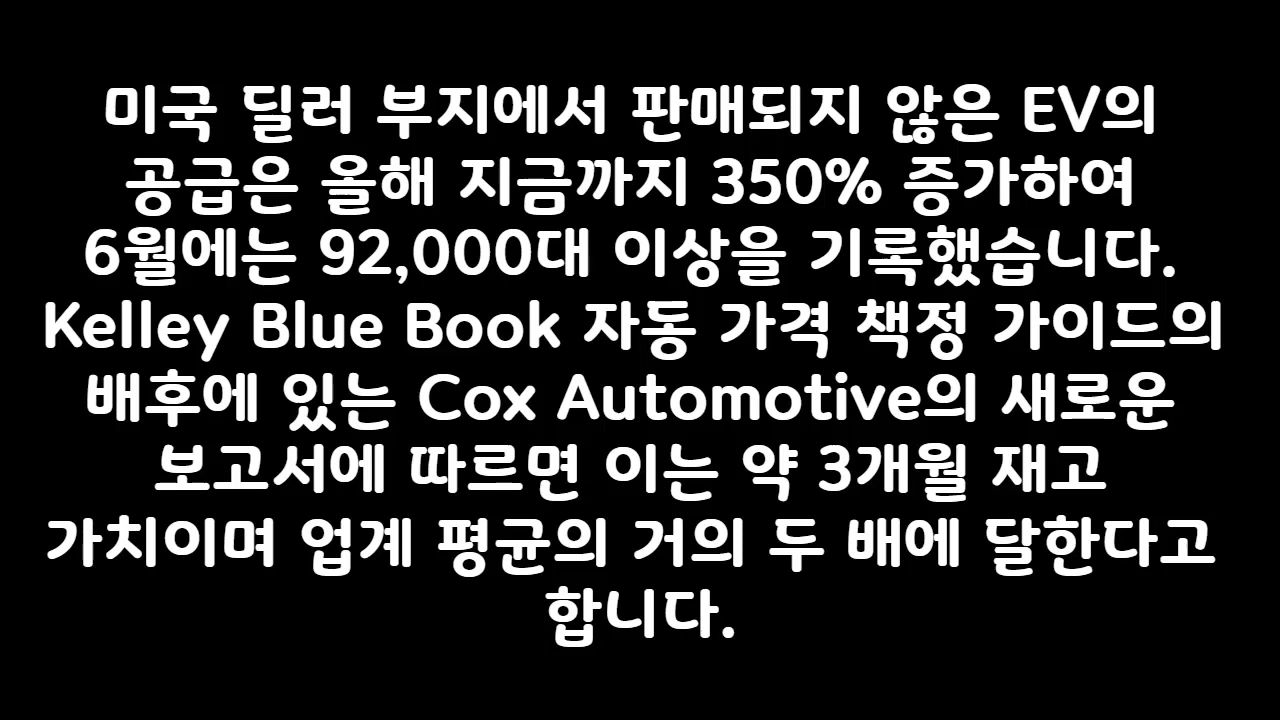 미국 딜러 부지에서 판매되지 않은 EV의
공급은 올해 지금까지 350% 증가하여
6월에는 92,000대 이상을 기록했습니다.
Kelley Blue Book 자동 가격 책정 가이드의
배후에 있는 Cox Automotive의 새로운
보고서에 따르면 이는 약 3개월 재고
가치이며 업계 평균의 거의 두 배에 달한다고
합니다.